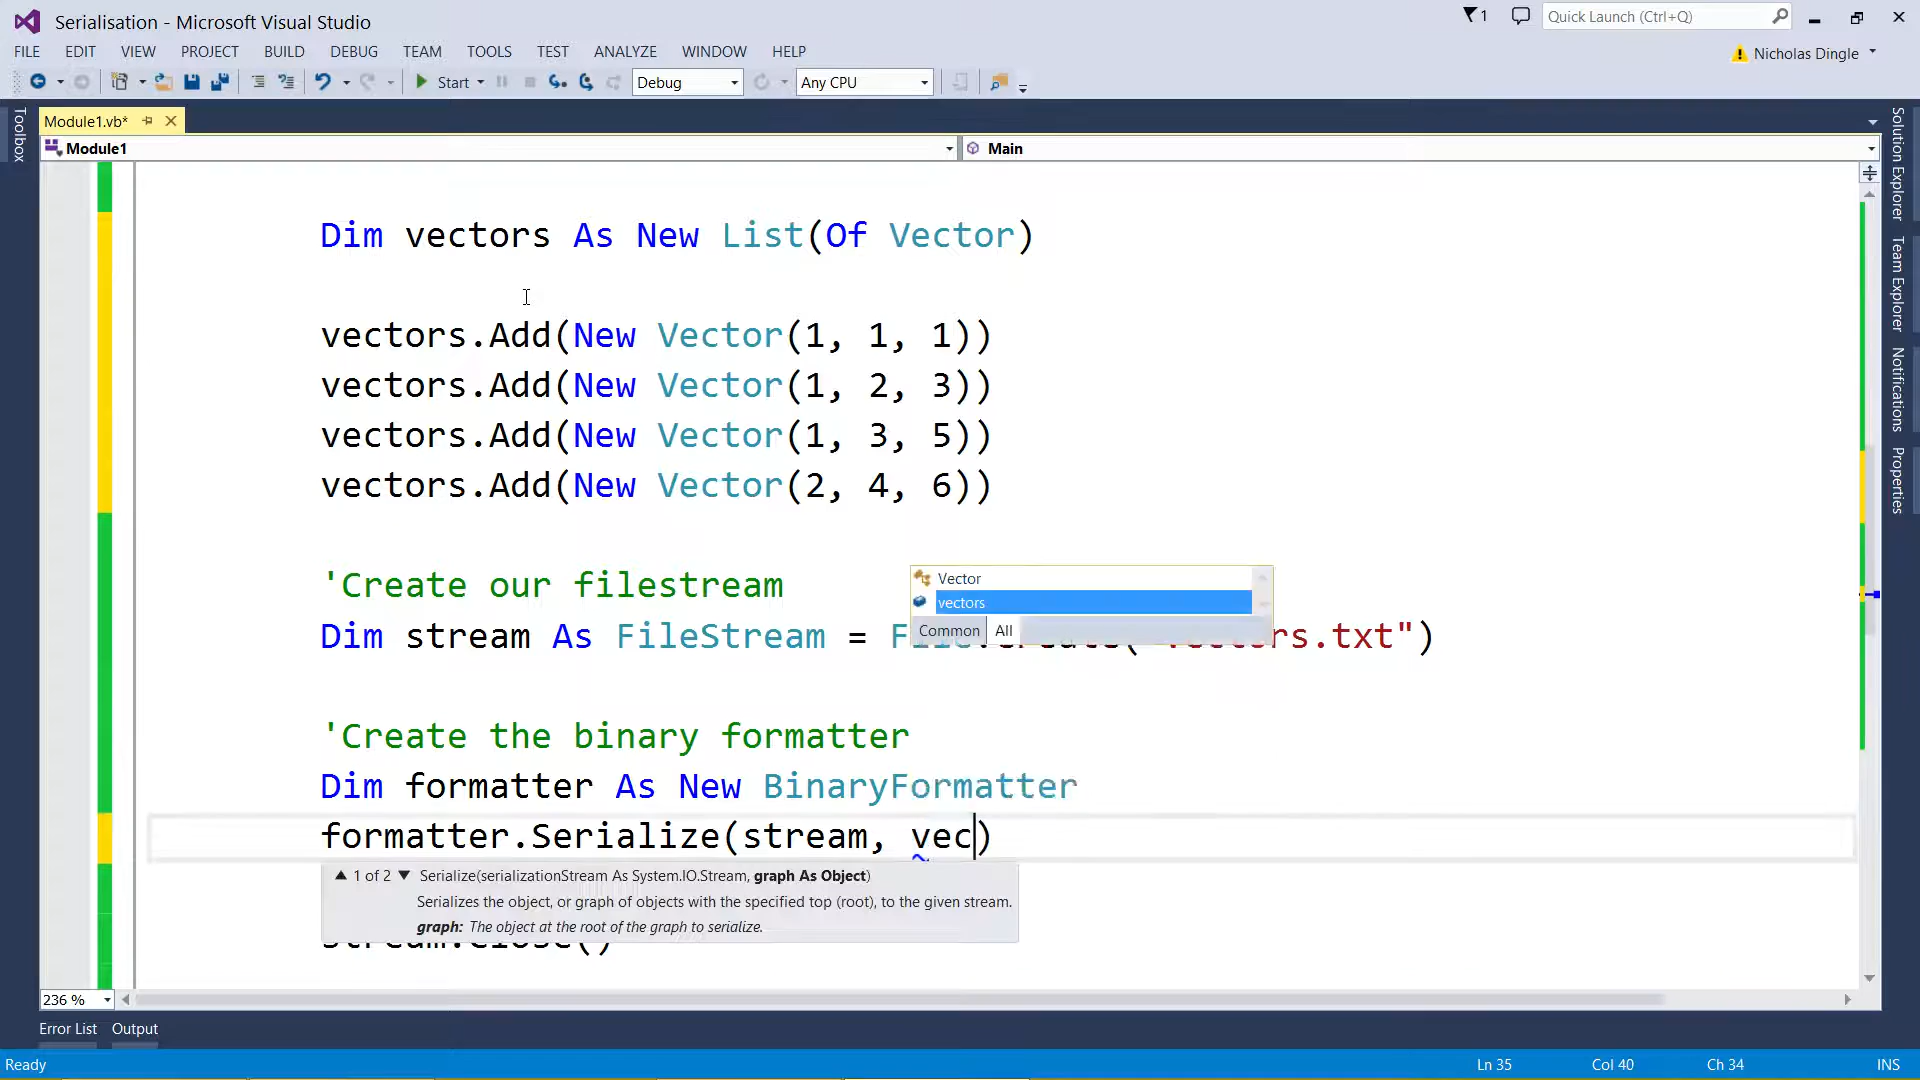 Serialisation - Microsoft Visual Studio
1
Quick Launch (Ctrl+Q)
FILE EDIT VIEW PROJECT BUILD DEBUG TEAM TOOLS TEST ANALYZE WINDOW HELP
Nicholas Dingle
Start Debug Any CPU
Toolbox
Module1.vb*
Module1 Main
Solution Explorer
Team Explorer
Notifications
Properties
Dim vectors As New List(Of Vector)
vectors.Add(New Vector(1, 1, 1))
vectors.Add(New Vector(1, 2, 3))
vectors.Add(New Vector(1, 3, 5))
vectors.Add(New Vector(2, 4, 6))
'Create our filestream
Vector
vectors
Common All
Dim stream As FileStream = File.Create("vectors.txt")
'Create the binary formatter
Dim formatter As New BinaryFormatter
formatter.Serialize(stream, vec)
1 of 2 Serialize(serializationStream As System.IO.Stream, graph As Object)
Serializes the object, or graph of objects with the specified top (root), to the given stream.
graph: The object at the root of the graph to serialize.
stream.Close()
236 %
Error List Output
Ready Ln 35 Col 40 Ch 34 INS